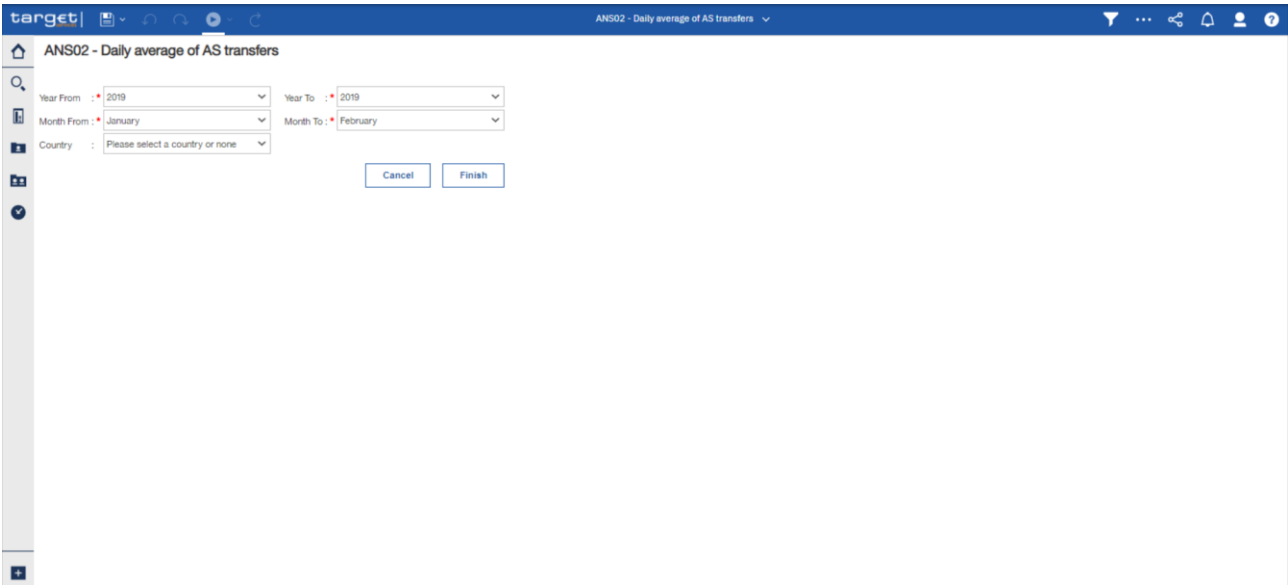 target| ANS02 - Daily average of AS transfers
ANS02 - Daily average of AS transfers
Year From :* 2019 Year To :* 2019
Month From :* January Month To :* February
Country : Please select a country or none
Cancel Finish